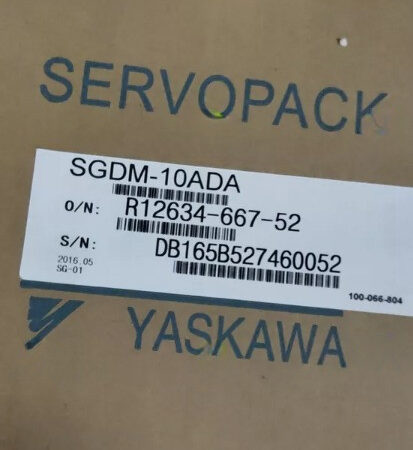 SERVOPACK
SGDM-10ADA
O/N: R12634-667-52
S/N: DB165B527460052
2016.05
SG-01
100-066-804
YASKAWA